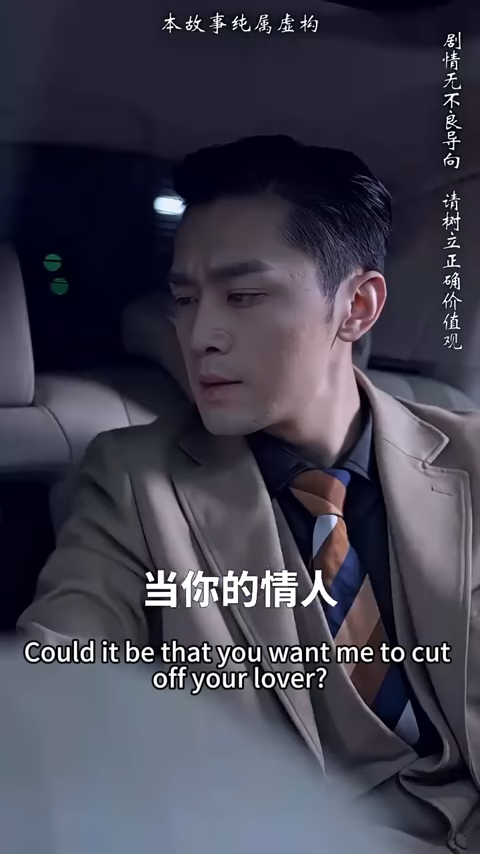 本故事纯属虚构
剧情无不良导向 请树立正确价值观
当你的情人
Could it be that you want me to cut
off your lover?